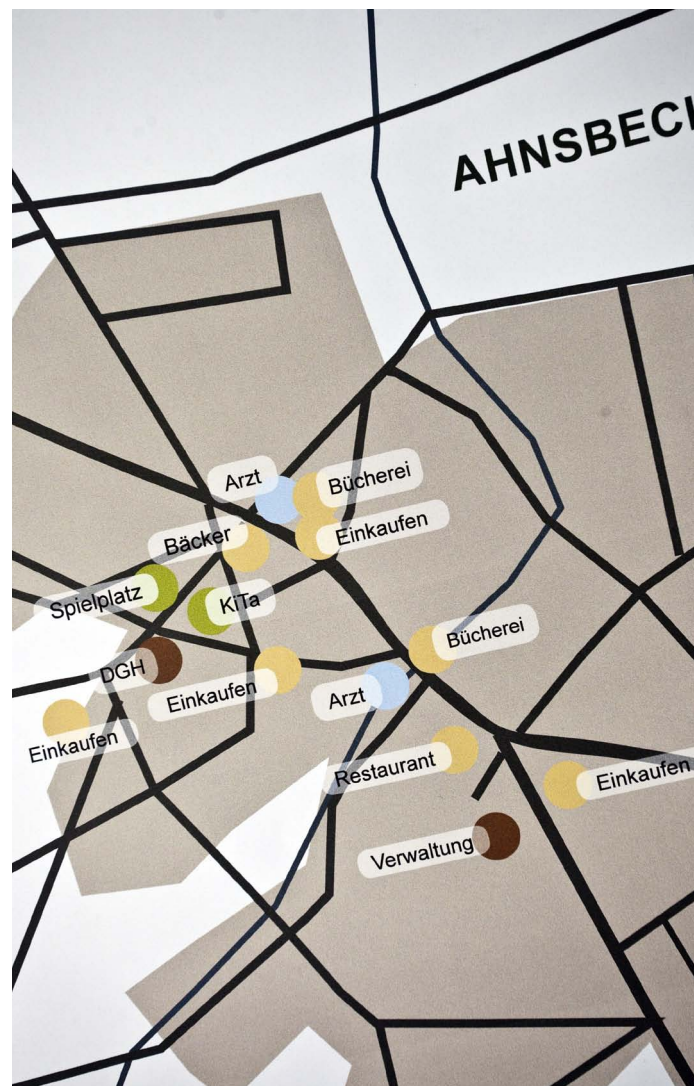 AHNSBECK
Arzt
Bücherei
Bäcker
Einkaufen
Spielplatz
KiTa
DGH
Einkaufen
Bücherei
Arzt
Einkaufen
Restaurant
Einkaufen
Verwaltung